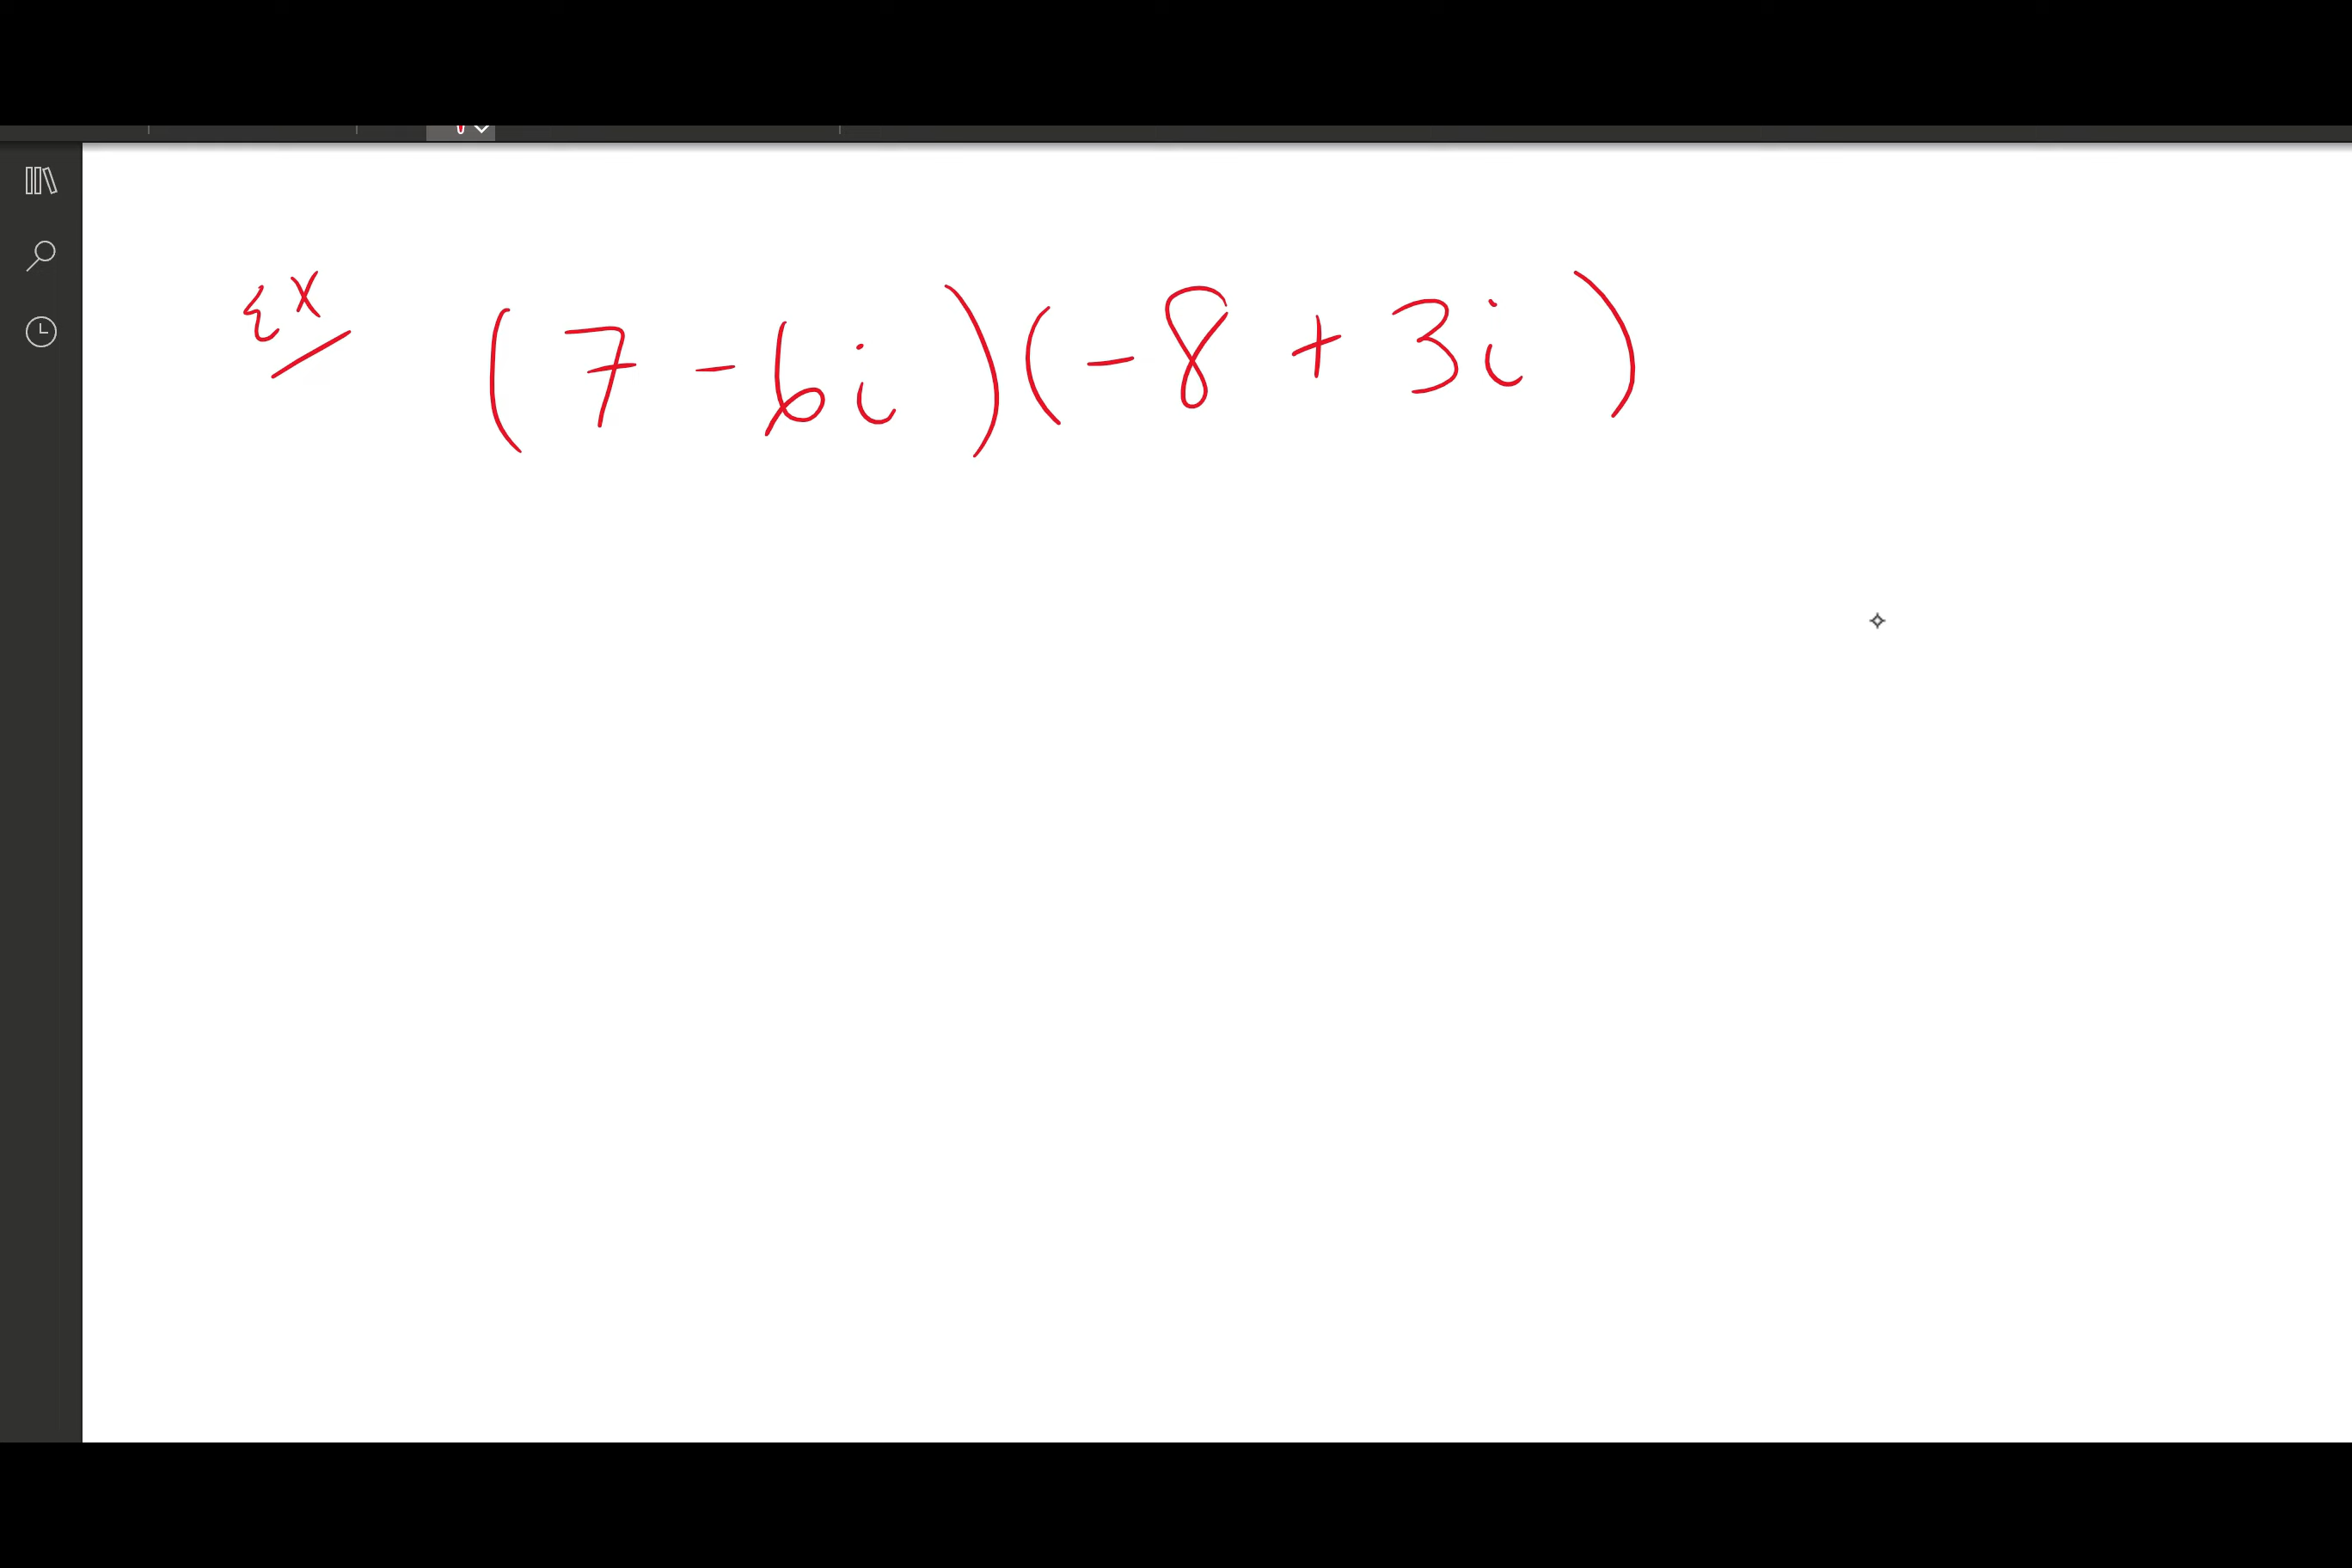 Ex (7 - 6i)(-8 + 3i)